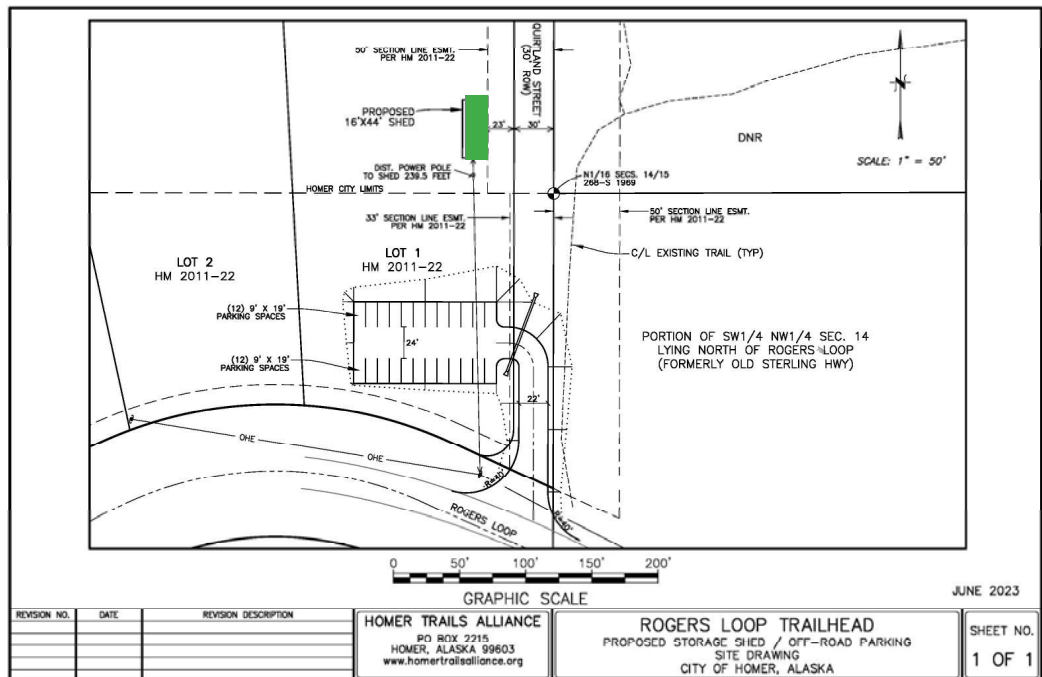 50' SECTION LINE ESMT.
PER HM 2011-22
QUIRTLAND STREET
(30' ROW)
PROPOSED
16'X44' SHED
23'
30'
N
DNR
SCALE: 1" = 50'
DIST. POWER POLE
TO SHED 239.5 FEET
HOMER CITY LIMITS
N1/16 SECS. 14/15
268-S 1969
33' SECTION LINE ESMT.
PER HM 2011-22
50' SECTION LINE ESMT.
PER HM 2011-22
C/L EXISTING TRAIL (TYP)
LOT 2
HM 2011-22
LOT 1
HM 2011-22
(12) 9' X 19'
PARKING SPACES
24'
(12) 9' X 19'
PARKING SPACES
PORTION OF SW1/4 NW1/4 SEC. 14
LYING NORTH OF ROGERS LOOP
(FORMERLY OLD STERLING HWY)
22'
OHE
OHE
R=40'
R=40'
ROGERS LOOP
0 50' 100' 150' 200'
GRAPHIC SCALE
JUNE 2023
REVISION NO. DATE REVISION DESCRIPTION
HOMER TRAILS ALLIANCE
PO BOX 2215
HOMER, ALASKA 99603
www.homertrailsalliance.org
ROGERS LOOP TRAILHEAD
PROPOSED STORAGE SHED / OFF-ROAD PARKING
SITE DRAWING
CITY OF HOMER, ALASKA
SHEET NO.
1 OF 1